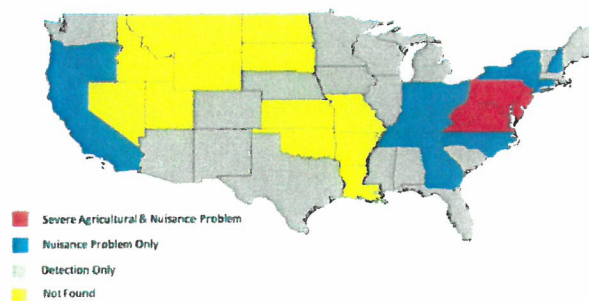 Severe Agricultural & Nuisance Problem
Nuisance Problem Only
Detection Only
Not Found